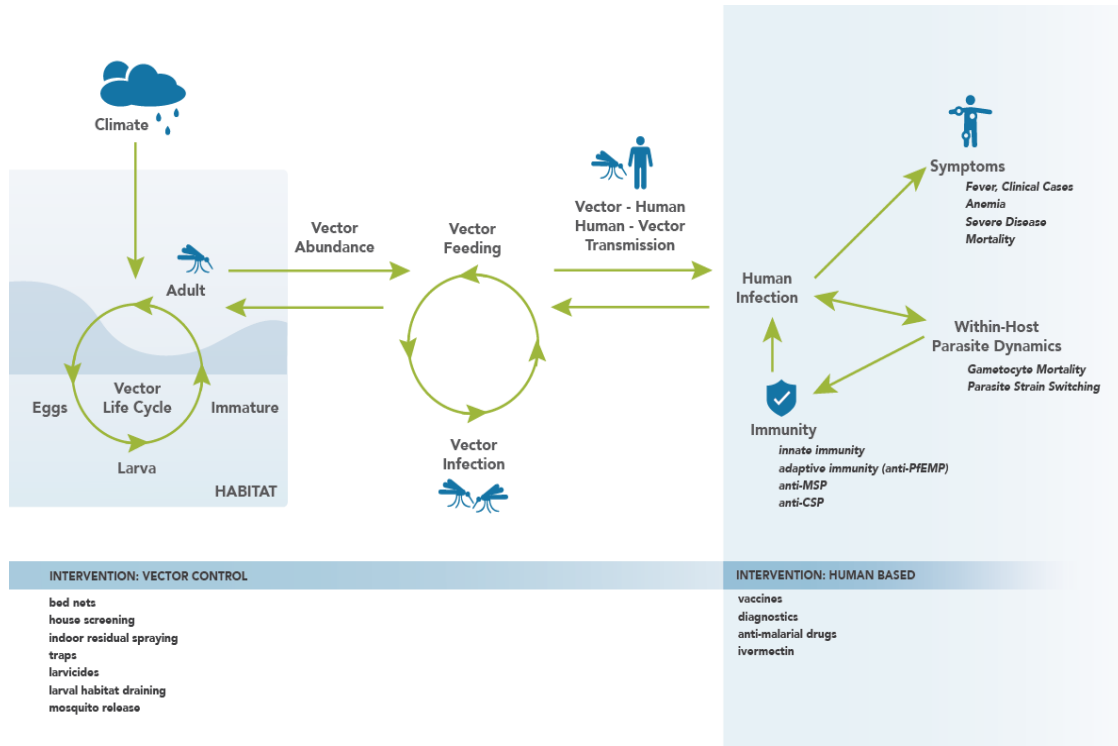 Climate
Adult
Eggs
Vector
Life Cycle
Immature
Larva
HABITAT
Vector
Abundance
Vector
Feeding
Vector
Infection
Vector - Human
Human - Vector
Transmission
Human
Infection
Symptoms
Fever, Clinical Cases
Anemia
Severe Disease
Mortality
Within-Host
Parasite Dynamics
Gametocyte Mortality
Parasite Strain Switching
Immunity
innate immunity
adaptive immunity (anti-PfEMP)
anti-MSP
anti-CSP
INTERVENTION: VECTOR CONTROL
bed nets
house screening
indoor residual spraying
traps
larvicides
larval habitat draining
mosquito release
INTERVENTION: HUMAN BASED
vaccines
diagnostics
anti-malarial drugs
ivermectin